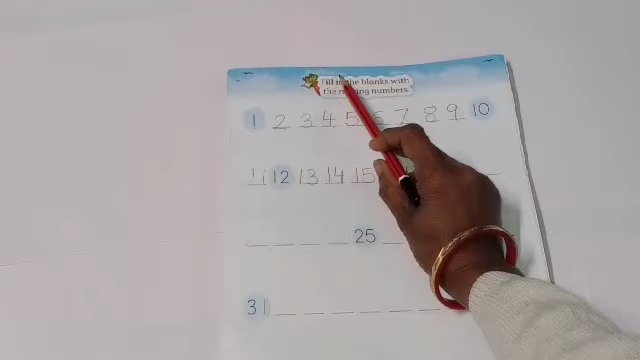 Fill in the blanks with
the missing numbers.
1 2 3 4 5 6 7 8 9 10
11 12 13 14 15
25
31